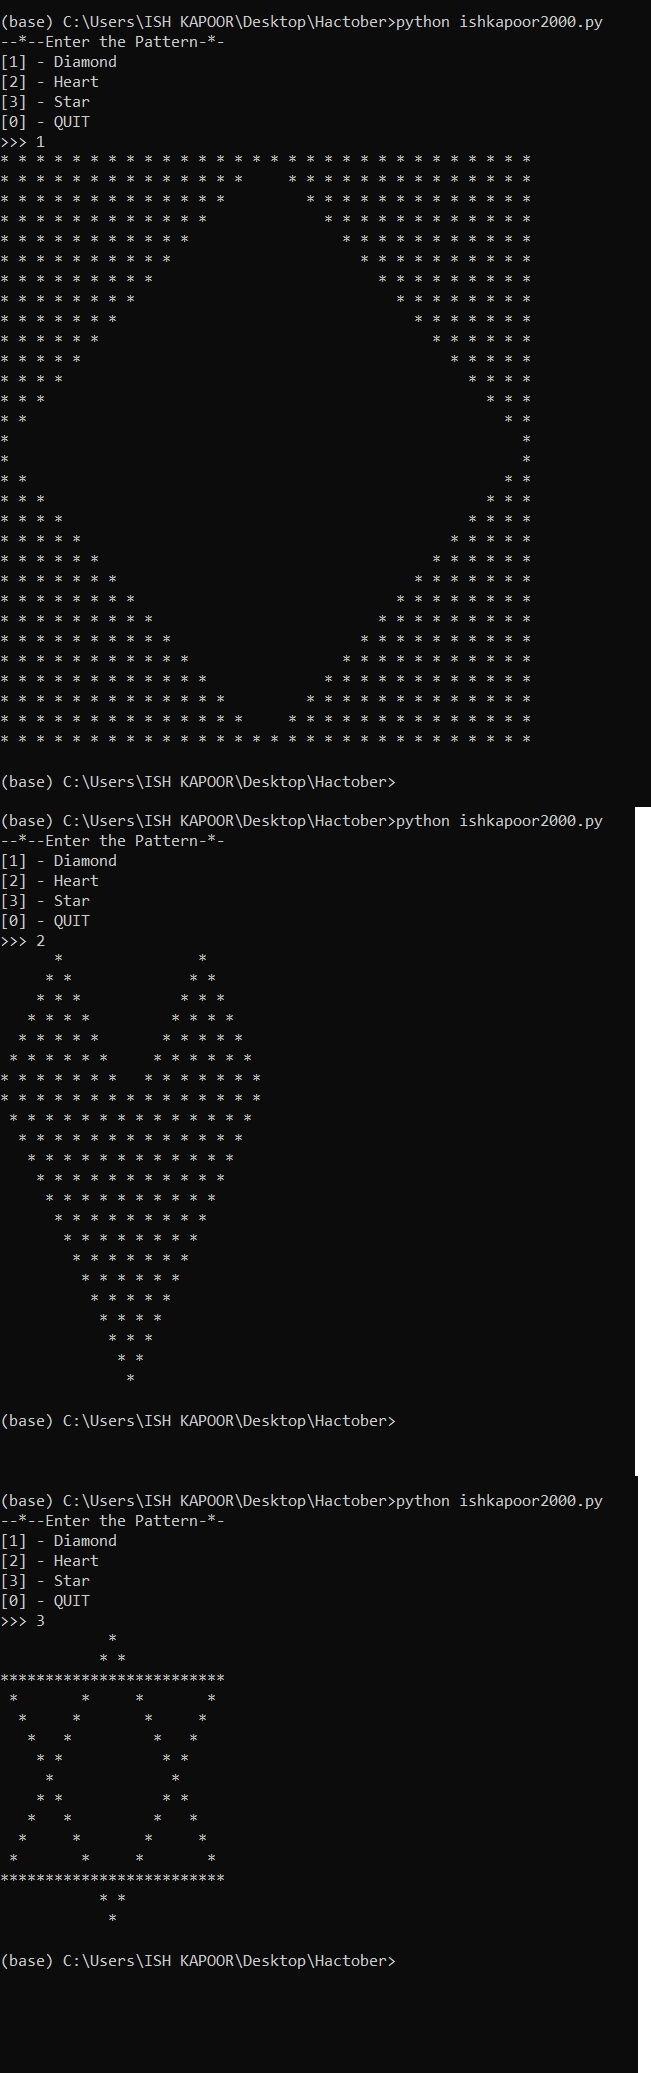 (base) C:\Users\ISH KAPOOR\Desktop\Hactober>python ishkapoor2000.py
--*--Enter the Pattern-*-
[1] - Diamond
[2] - Heart
[3] - Star
[0] - QUIT
>>> 1
* * * * * * * * * * * * * * * * * * * * * * * * * * * * * *
* * * * * * * * * * * * * *     * * * * * * * * * * * * * *
* * * * * * * * * * * * *         * * * * * * * * * * * * *
* * * * * * * * * * * *             * * * * * * * * * * * *
* * * * * * * * * * *                 * * * * * * * * * * *
* * * * * * * * * *                     * * * * * * * * * *
* * * * * * * * *                         * * * * * * * * *
* * * * * * * *                             * * * * * * * *
* * * * * * *                                 * * * * * * *
* * * * * *                                     * * * * * *
* * * * *                                         * * * * *
* * * *                                             * * * *
* * *                                                 * * *
* *                                                     * *
*                                                         *
*                                                         *
* *                                                     * *
* * *                                                 * * *
* * * *                                             * * * *
* * * * *                                         * * * * *
* * * * * *                                     * * * * * *
* * * * * * *                                 * * * * * * *
* * * * * * * *                             * * * * * * * *
* * * * * * * * *                         * * * * * * * * *
* * * * * * * * * *                     * * * * * * * * * *
* * * * * * * * * * *                 * * * * * * * * * * *
* * * * * * * * * * * *             * * * * * * * * * * * *
* * * * * * * * * * * * *         * * * * * * * * * * * * *
* * * * * * * * * * * * * *     * * * * * * * * * * * * * *
* * * * * * * * * * * * * * * * * * * * * * * * * * * * * *
(base) C:\Users\ISH KAPOOR\Desktop\Hactober>
(base) C:\Users\ISH KAPOOR\Desktop\Hactober>python ishkapoor2000.py
--*--Enter the Pattern-*-
[1] - Diamond
[2] - Heart
[3] - Star
[0] - QUIT
>>> 2
      *               *
     * *             * *
    * * *           * * *
   * * * *         * * * *
  * * * * *       * * * * *
 * * * * * *     * * * * * *
* * * * * * *   * * * * * * *
* * * * * * * * * * * * * * *
 * * * * * * * * * * * * * *
  * * * * * * * * * * * * *
   * * * * * * * * * * * *
    * * * * * * * * * * *
     * * * * * * * * * *
      * * * * * * * * *
       * * * * * * * *
        * * * * * * *
         * * * * * *
          * * * * *
           * * * *
            * * *
             * *
              *
(base) C:\Users\ISH KAPOOR\Desktop\Hactober>
(base) C:\Users\ISH KAPOOR\Desktop\Hactober>python ishkapoor2000.py
--*--Enter the Pattern-*-
[1] - Diamond
[2] - Heart
[3] - Star
[0] - QUIT
>>> 3
            *
           * *
*************************
 *       *     *       *
  *     *       *     *
   *   *         *   *
    * *           * *
     *             *
    * *           * *
   *   *         *   *
  *     *       *     *
 *       *     *       *
*************************
           * *
            *
(base) C:\Users\ISH KAPOOR\Desktop\Hactober>